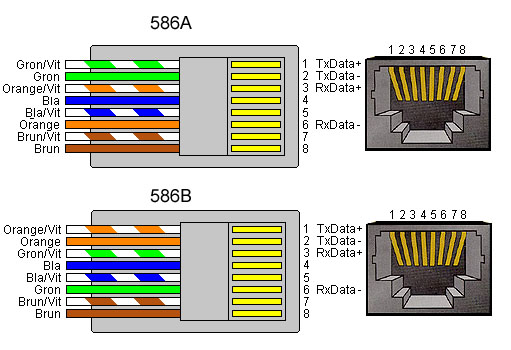 586A
1 2 3 4 5 6 7 8
Gron/Vit 1 TxData+
Gron 2 TxData-
Orange/Vit 3 RxData+
Bla 4
Bla/Vit 5
Orange 6 RxData-
Brun/Vit 7
Brun 8
586B
1 2 3 4 5 6 7 8
Orange/Vit 1 TxData+
Orange 2 TxData-
Gron/Vit 3 RxData+
Bla 4
Bla/Vit 5
Gron 6 RxData-
Brun/Vit 7
Brun 8